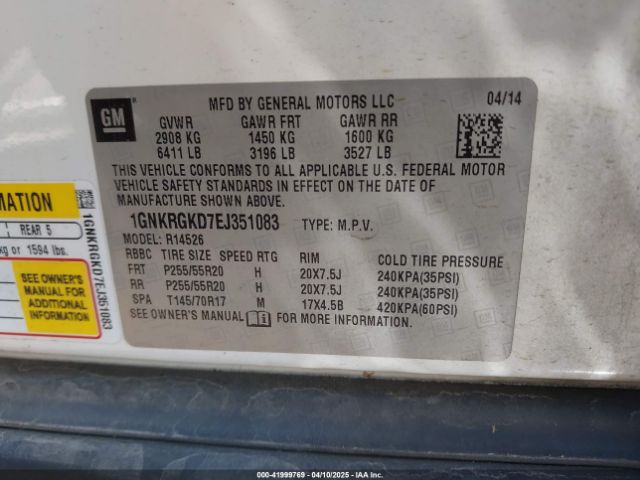 GM
MFD BY GENERAL MOTORS LLC 04/14
GVWR GAWR FRT GAWR RR
2908 KG 1450 KG 1600 KG
6411 LB 3196 LB 3527 LB
THIS VEHICLE CONFORMS TO ALL APPLICABLE U.S. FEDERAL MOTOR
VEHICLE SAFETY STANDARDS IN EFFECT ON THE DATE OF
MANUFACTURE SHOWN ABOVE.
1GNKRGKD7EJ351083 TYPE: M.P.V.
MODEL: R14526
RBBC TIRE SIZE SPEED RTG RIM COLD TIRE PRESSURE
FRT P255/55R20 H 20X7.5J 240KPA(35PSI)
RR P255/55R20 H 20X7.5J 240KPA(35PSI)
SPA T145/70R17 M 17X4.5B 420KPA(60PSI)
SEE OWNER'S MANUAL FOR MORE INFORMATION.
REAR 5
kg or 1594 lbs.
SEE OWNER'S
MANUAL FOR
ADDITIONAL
INFORMATION
1GNKRGKD7EJ351083
00-41999769 - 04/10/2025 - IAAI.COM